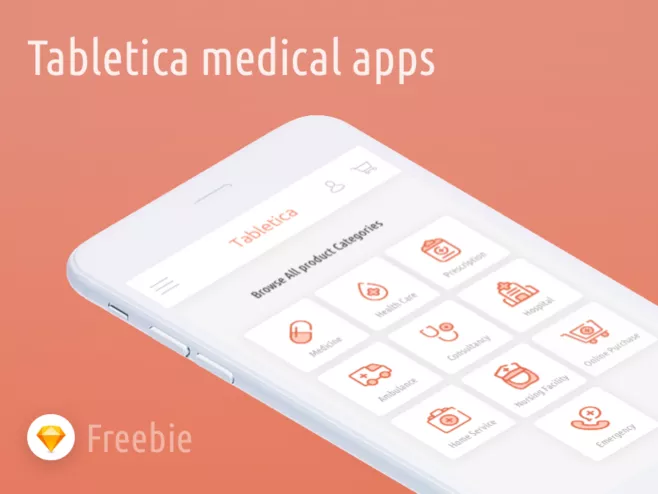 Tabletica medical apps
Tabletica
Browse All product Categories
Medicine
Health Care
Prescription
Ambulance
Consultancy
Hospital
Home Service
Nursing Facility
Online Purchase
Emergency
Freebie